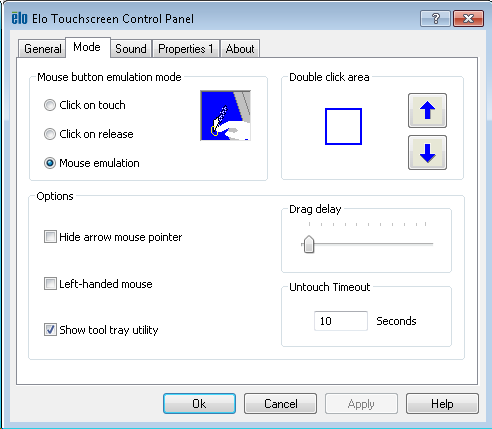 elo Elo Touchscreen Control Panel
General Mode Sound Properties 1 About
Mouse button emulation mode
Click on touch
Click on release
Mouse emulation
Double click area
Options
Hide arrow mouse pointer
Left-handed mouse
Show tool tray utility
Drag delay
Untouch Timeout
10 Seconds
Ok Cancel Apply Help